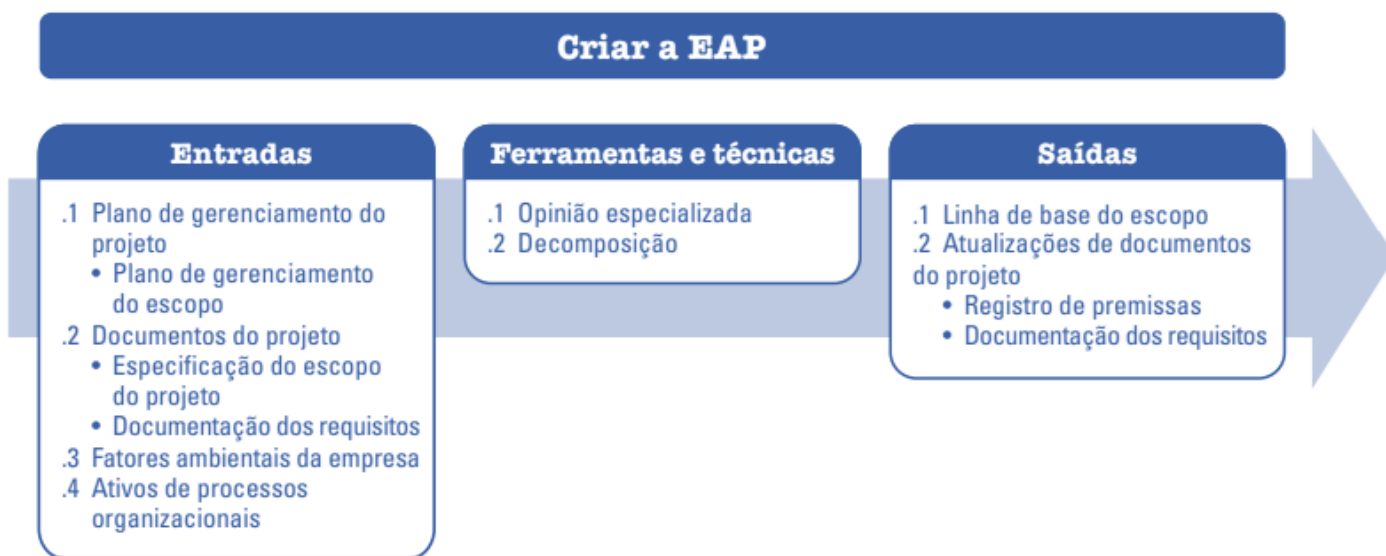 Criar a EAP
Entradas
.1 Plano de gerenciamento do
projeto
• Plano de gerenciamento
do escopo
.2 Documentos do projeto
• Especificação do escopo
do projeto
• Documentação dos requisitos
.3 Fatores ambientais da empresa
.4 Ativos de processos
organizacionais
Ferramentas e técnicas
.1 Opinião especializada
.2 Decomposição
Saídas
.1 Linha de base do escopo
.2 Atualizações de documentos
do projeto
• Registro de premissas
• Documentação dos requisitos